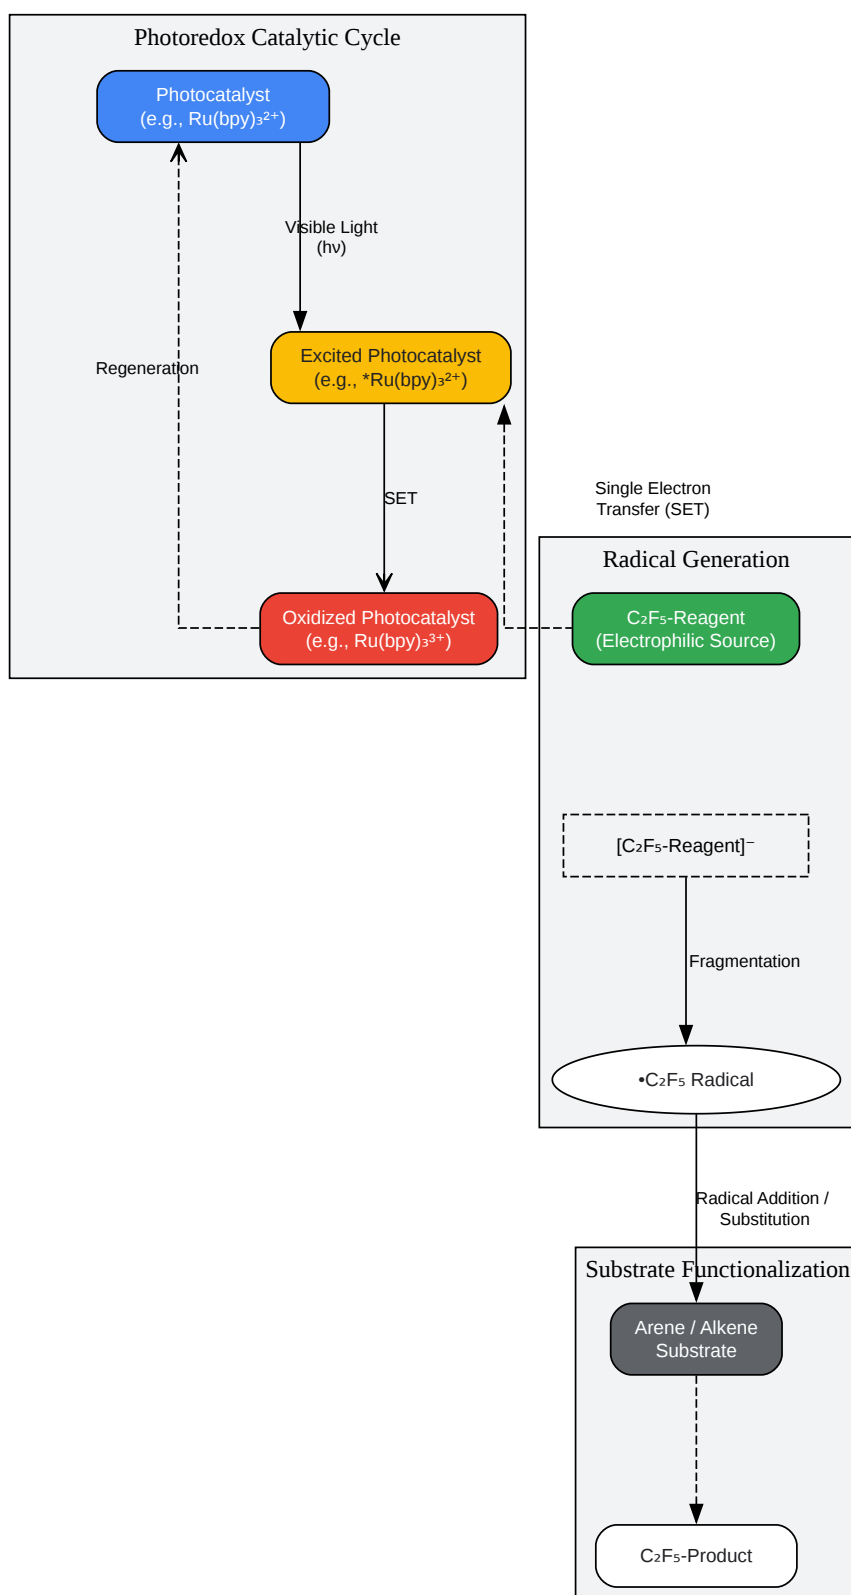 Photoredox Catalytic Cycle
Photocatalyst
(e.g., Ru(bpy)₃²⁺)
Visible Light
(hν)
Excited Photocatalyst
(e.g., *Ru(bpy)₃²⁺)
Regeneration
SET
Single Electron
Transfer (SET)
Oxidized Photocatalyst
(e.g., Ru(bpy)₃³⁺)
Radical Generation
C₂F₅-Reagent
(Electrophilic Source)
[C₂F₅-Reagent]⁻
Fragmentation
•C₂F₅ Radical
Radical Addition /
Substitution
Substrate Functionalization
Arene / Alkene
Substrate
C₂F₅-Product